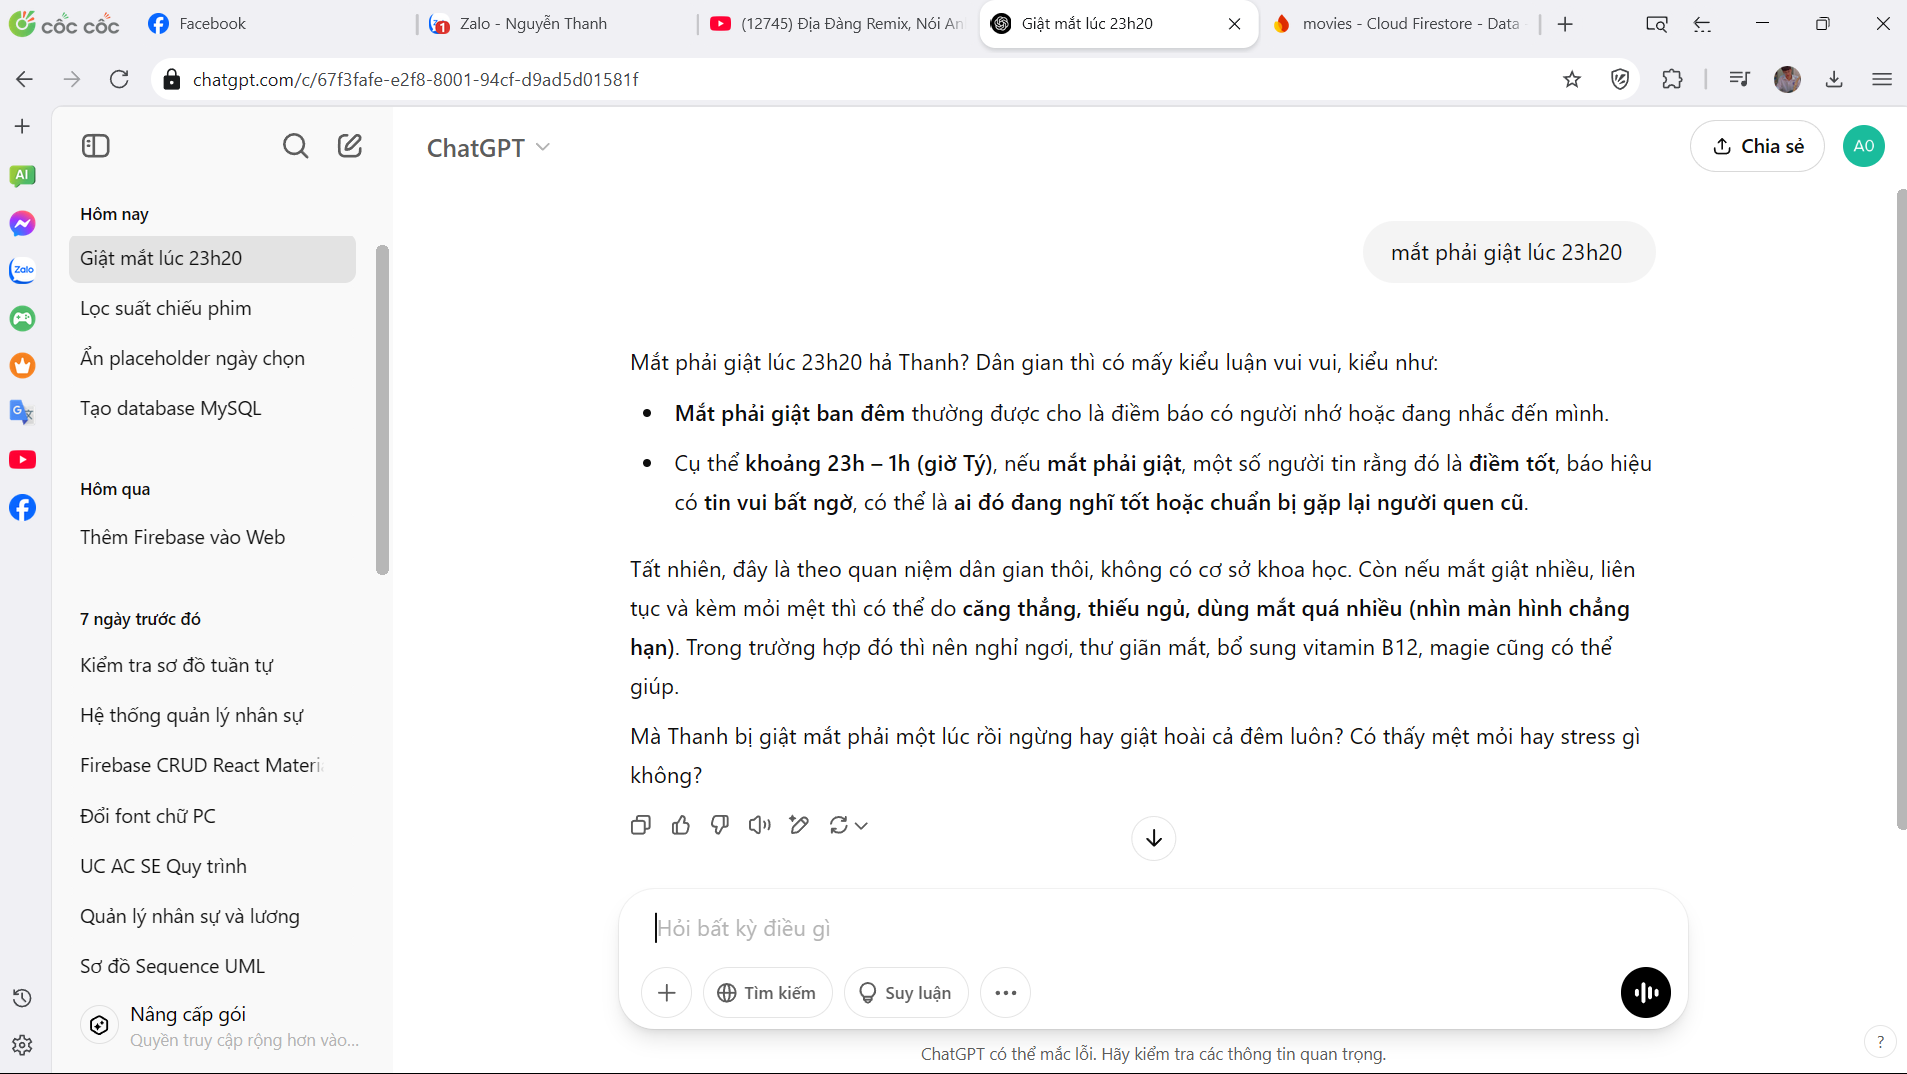 cốc cốc
Facebook
Zalo - Nguyễn Thanh
(12745) Địa Đàng Remix, Nói An
Giật mắt lúc 23h20
movies - Cloud Firestore - Data
chatgpt.com/c/67f3fafe-e2f8-8001-94cf-d9ad5d01581f
AI
Zalo
ChatGPT
Chia sẻ
A0
Hôm nay
Giật mắt lúc 23h20
Lọc suất chiếu phim
Ẩn placeholder ngày chọn
Tạo database MySQL
Hôm qua
Thêm Firebase vào Web
7 ngày trước đó
Kiểm tra sơ đồ tuần tự
Hệ thống quản lý nhân sự
Firebase CRUD React Materia
Đổi font chữ PC
UC AC SE Quy trình
Quản lý nhân sự và lương
Sơ đồ Sequence UML
Nâng cấp gói
Quyền truy cập rộng hơn vào...
mắt phải giật lúc 23h20
Mắt phải giật lúc 23h20 hả Thanh? Dân gian thì có mấy kiểu luận vui vui, kiểu như:
• Mắt phải giật ban đêm thường được cho là điềm báo có người nhớ hoặc đang nhắc đến mình.
• Cụ thể khoảng 23h – 1h (giờ Tý), nếu mắt phải giật, một số người tin rằng đó là điềm tốt, báo hiệu
có tin vui bất ngờ, có thể là ai đó đang nghĩ tốt hoặc chuẩn bị gặp lại người quen cũ.
Tất nhiên, đây là theo quan niệm dân gian thôi, không có cơ sở khoa học. Còn nếu mắt giật nhiều, liên
tục và kèm mỏi mệt thì có thể do căng thẳng, thiếu ngủ, dùng mắt quá nhiều (nhìn màn hình chẳng
hạn). Trong trường hợp đó thì nên nghỉ ngơi, thư giãn mắt, bổ sung vitamin B12, magie cũng có thể
giúp.
Mà Thanh bị giật mắt phải một lúc rồi ngừng hay giật hoài cả đêm luôn? Có thấy mệt mỏi hay stress gì
không?
Hỏi bất kỳ điều gì
Tìm kiếm
Suy luận
ChatGPT có thể mắc lỗi. Hãy kiểm tra các thông tin quan trọng.
?